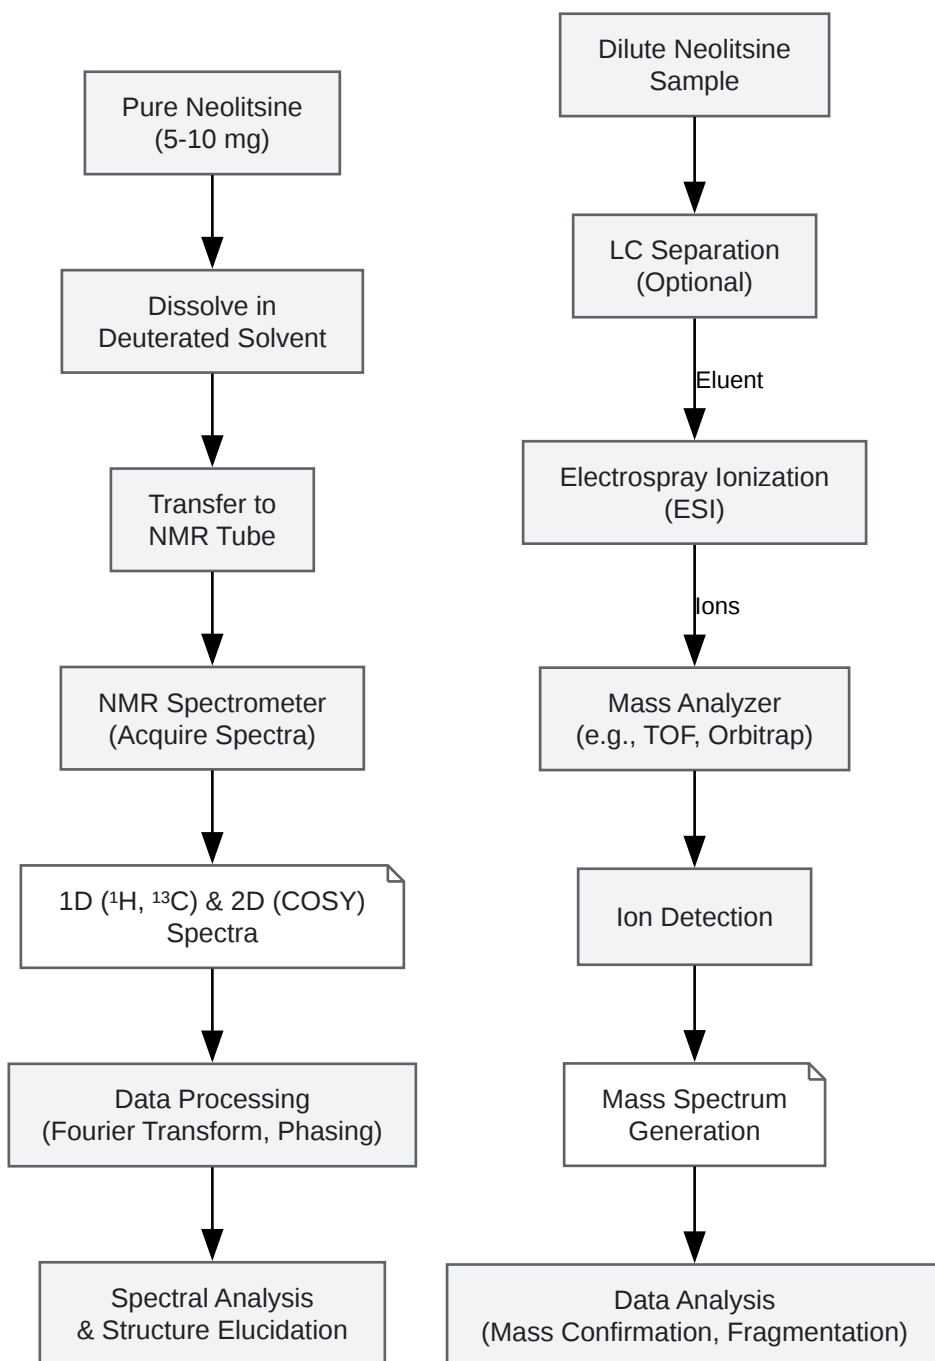 Pure Neolitsine
(5-10 mg)
Dissolve in
Deuterated Solvent
Transfer to
NMR Tube
NMR Spectrometer
(Acquire Spectra)
1D (¹H, ¹³C) & 2D (COSY)
Spectra
Data Processing
(Fourier Transform, Phasing)
Spectral Analysis
& Structure Elucidation
Dilute Neolitsine
Sample
LC Separation
(Optional)
Eluent
Electrospray Ionization
(ESI)
Ions
Mass Analyzer
(e.g., TOF, Orbitrap)
Ion Detection
Mass Spectrum
Generation
Data Analysis
(Mass Confirmation, Fragmentation)